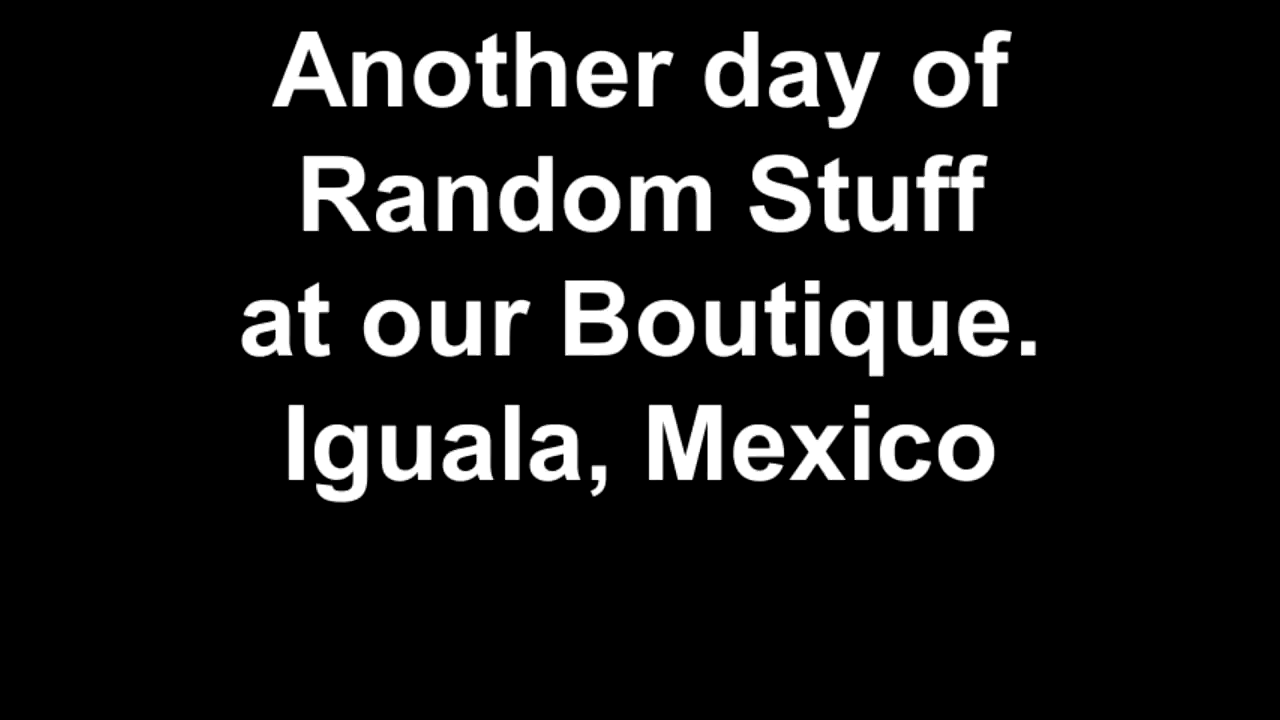 Another day of
Random Stuff
at our Boutique.
Iguala, Mexico